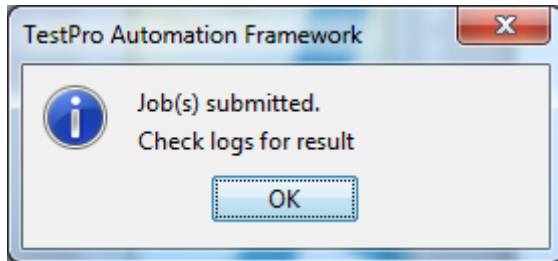 TestPro Automation Framework
Job(s) submitted.
Check logs for result
OK